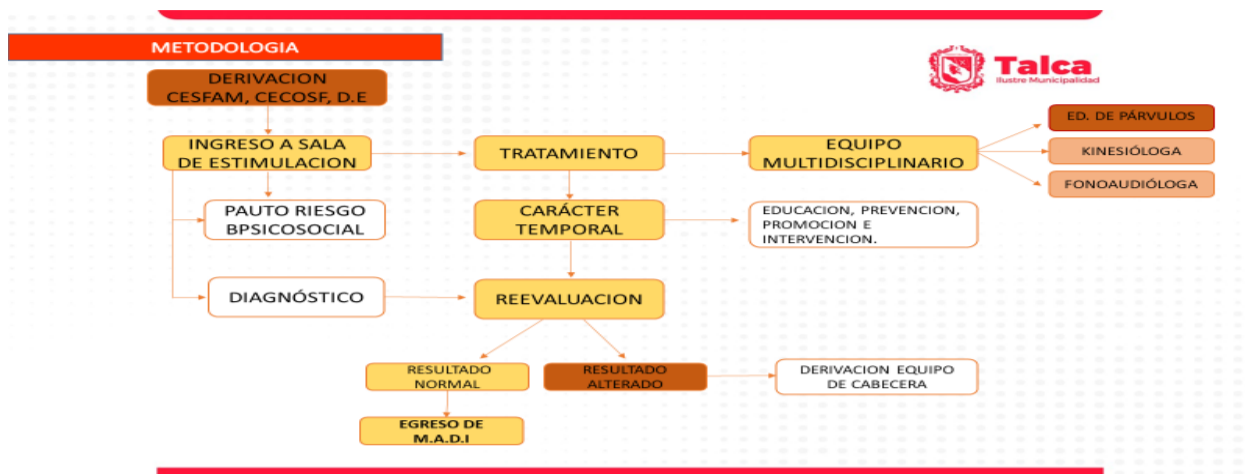 METODOLOGIA
Talca
Ilustre Municipalidad
DERIVACION
CESFAM, CECOSF, D.E
INGRESO A SALA
DE ESTIMULACION
TRATAMIENTO
EQUIPO
MULTIDISCIPLINARIO
ED. DE PÁRVULOS
KINESIÓLOGA
FONOAUDIÓLOGA
PAUTO RIESGO
BPSICOSOCIAL
CARÁCTER
TEMPORAL
EDUCACION, PREVENCION,
PROMOCION E
INTERVENCION.
DIAGNÓSTICO
REEVALUACION
RESULTADO
NORMAL
RESULTADO
ALTERADO
DERIVACION EQUIPO
DE CABECERA
EGRESO DE
M.A.D.I